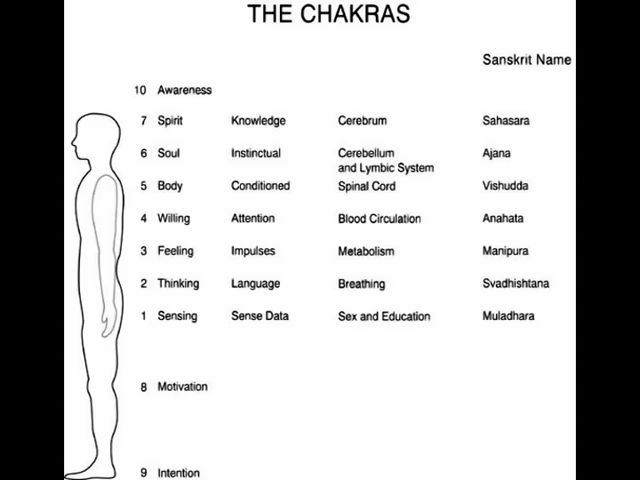 THE CHAKRAS
Sanskrit Name
10 Awareness
7 Spirit Knowledge Cerebrum Sahasara
6 Soul Instinctual Cerebellum Ajana
and Lymbic System
5 Body Conditioned Spinal Cord Vishudda
4 Willing Attention Blood Circulation Anahata
3 Feeling Impulses Metabolism Manipura
2 Thinking Language Breathing Svadhishtana
1 Sensing Sense Data Sex and Education Muladhara
8 Motivation
9 Intention